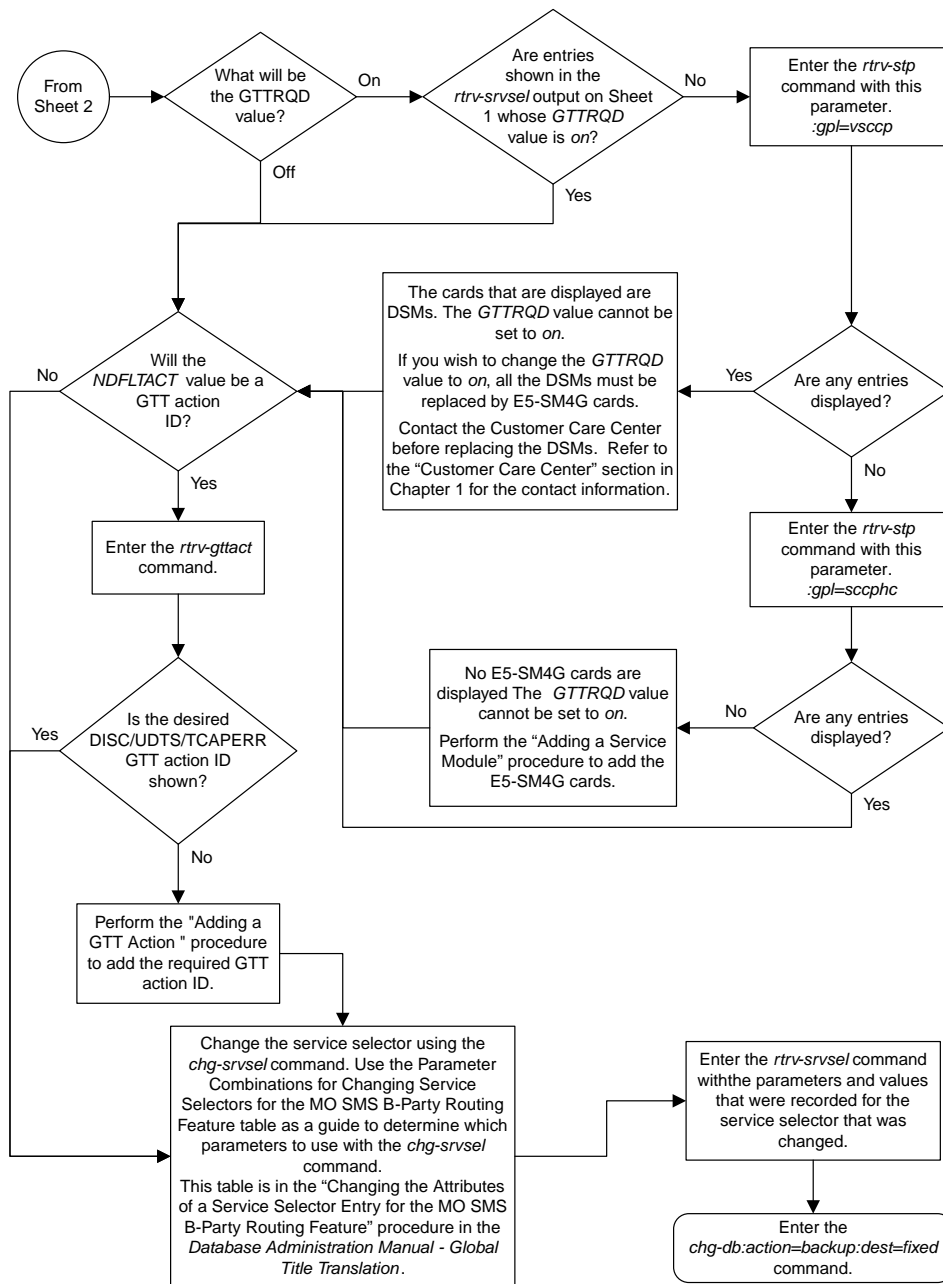 From
Sheet 2
What will be
the GTTRQD
value?
On
Off
Are entries
shown in the
rtrv-srvsel output on Sheet
1 whose GTTRQD
value is on?
No
Yes
Enter the rtrv-stp
command with this
parameter.
:gpl=vsccp
Are any entries
displayed?
Yes
No
The cards that are displayed are
DSMs. The GTTRQD value cannot be
set to on.
If you wish to change the GTTRQD
value to on, all the DSMs must be
replaced by E5-SM4G cards.
Contact the Customer Care Center
before replacing the DSMs. Refer to
the “Customer Care Center” section in
Chapter 1 for the contact information.
Enter the rtrv-stp
command with this
parameter.
:gpl=sccphc
Are any entries
displayed?
No
Yes
No E5-SM4G cards are
displayed The GTTRQD value
cannot be set to on.
Perform the “Adding a Service
Module” procedure to add the
E5-SM4G cards.
Will the
NDFLTACT value be a
GTT action
ID?
No
Yes
Enter the rtrv-gttact
command.
Is the desired
DISC/UDTS/TCAPERR
GTT action ID
shown?
Yes
No
Perform the "Adding a
GTT Action " procedure
to add the required GTT
action ID.
Change the service selector using the
chg-srvsel command. Use the Parameter
Combinations for Changing Service
Selectors for the MO SMS B-Party Routing
Feature table as a guide to determine which
parameters to use with the chg-srvsel
command.
This table is in the “Changing the Attributes
of a Service Selector Entry for the MO SMS
B-Party Routing Feature” procedure in the
Database Administration Manual - Global
Title Translation.
Enter the rtrv-srvsel command
withthe parameters and values
that were recorded for the
service selector that was
changed.
Enter the
chg-db:action=backup:dest=fixed
command.